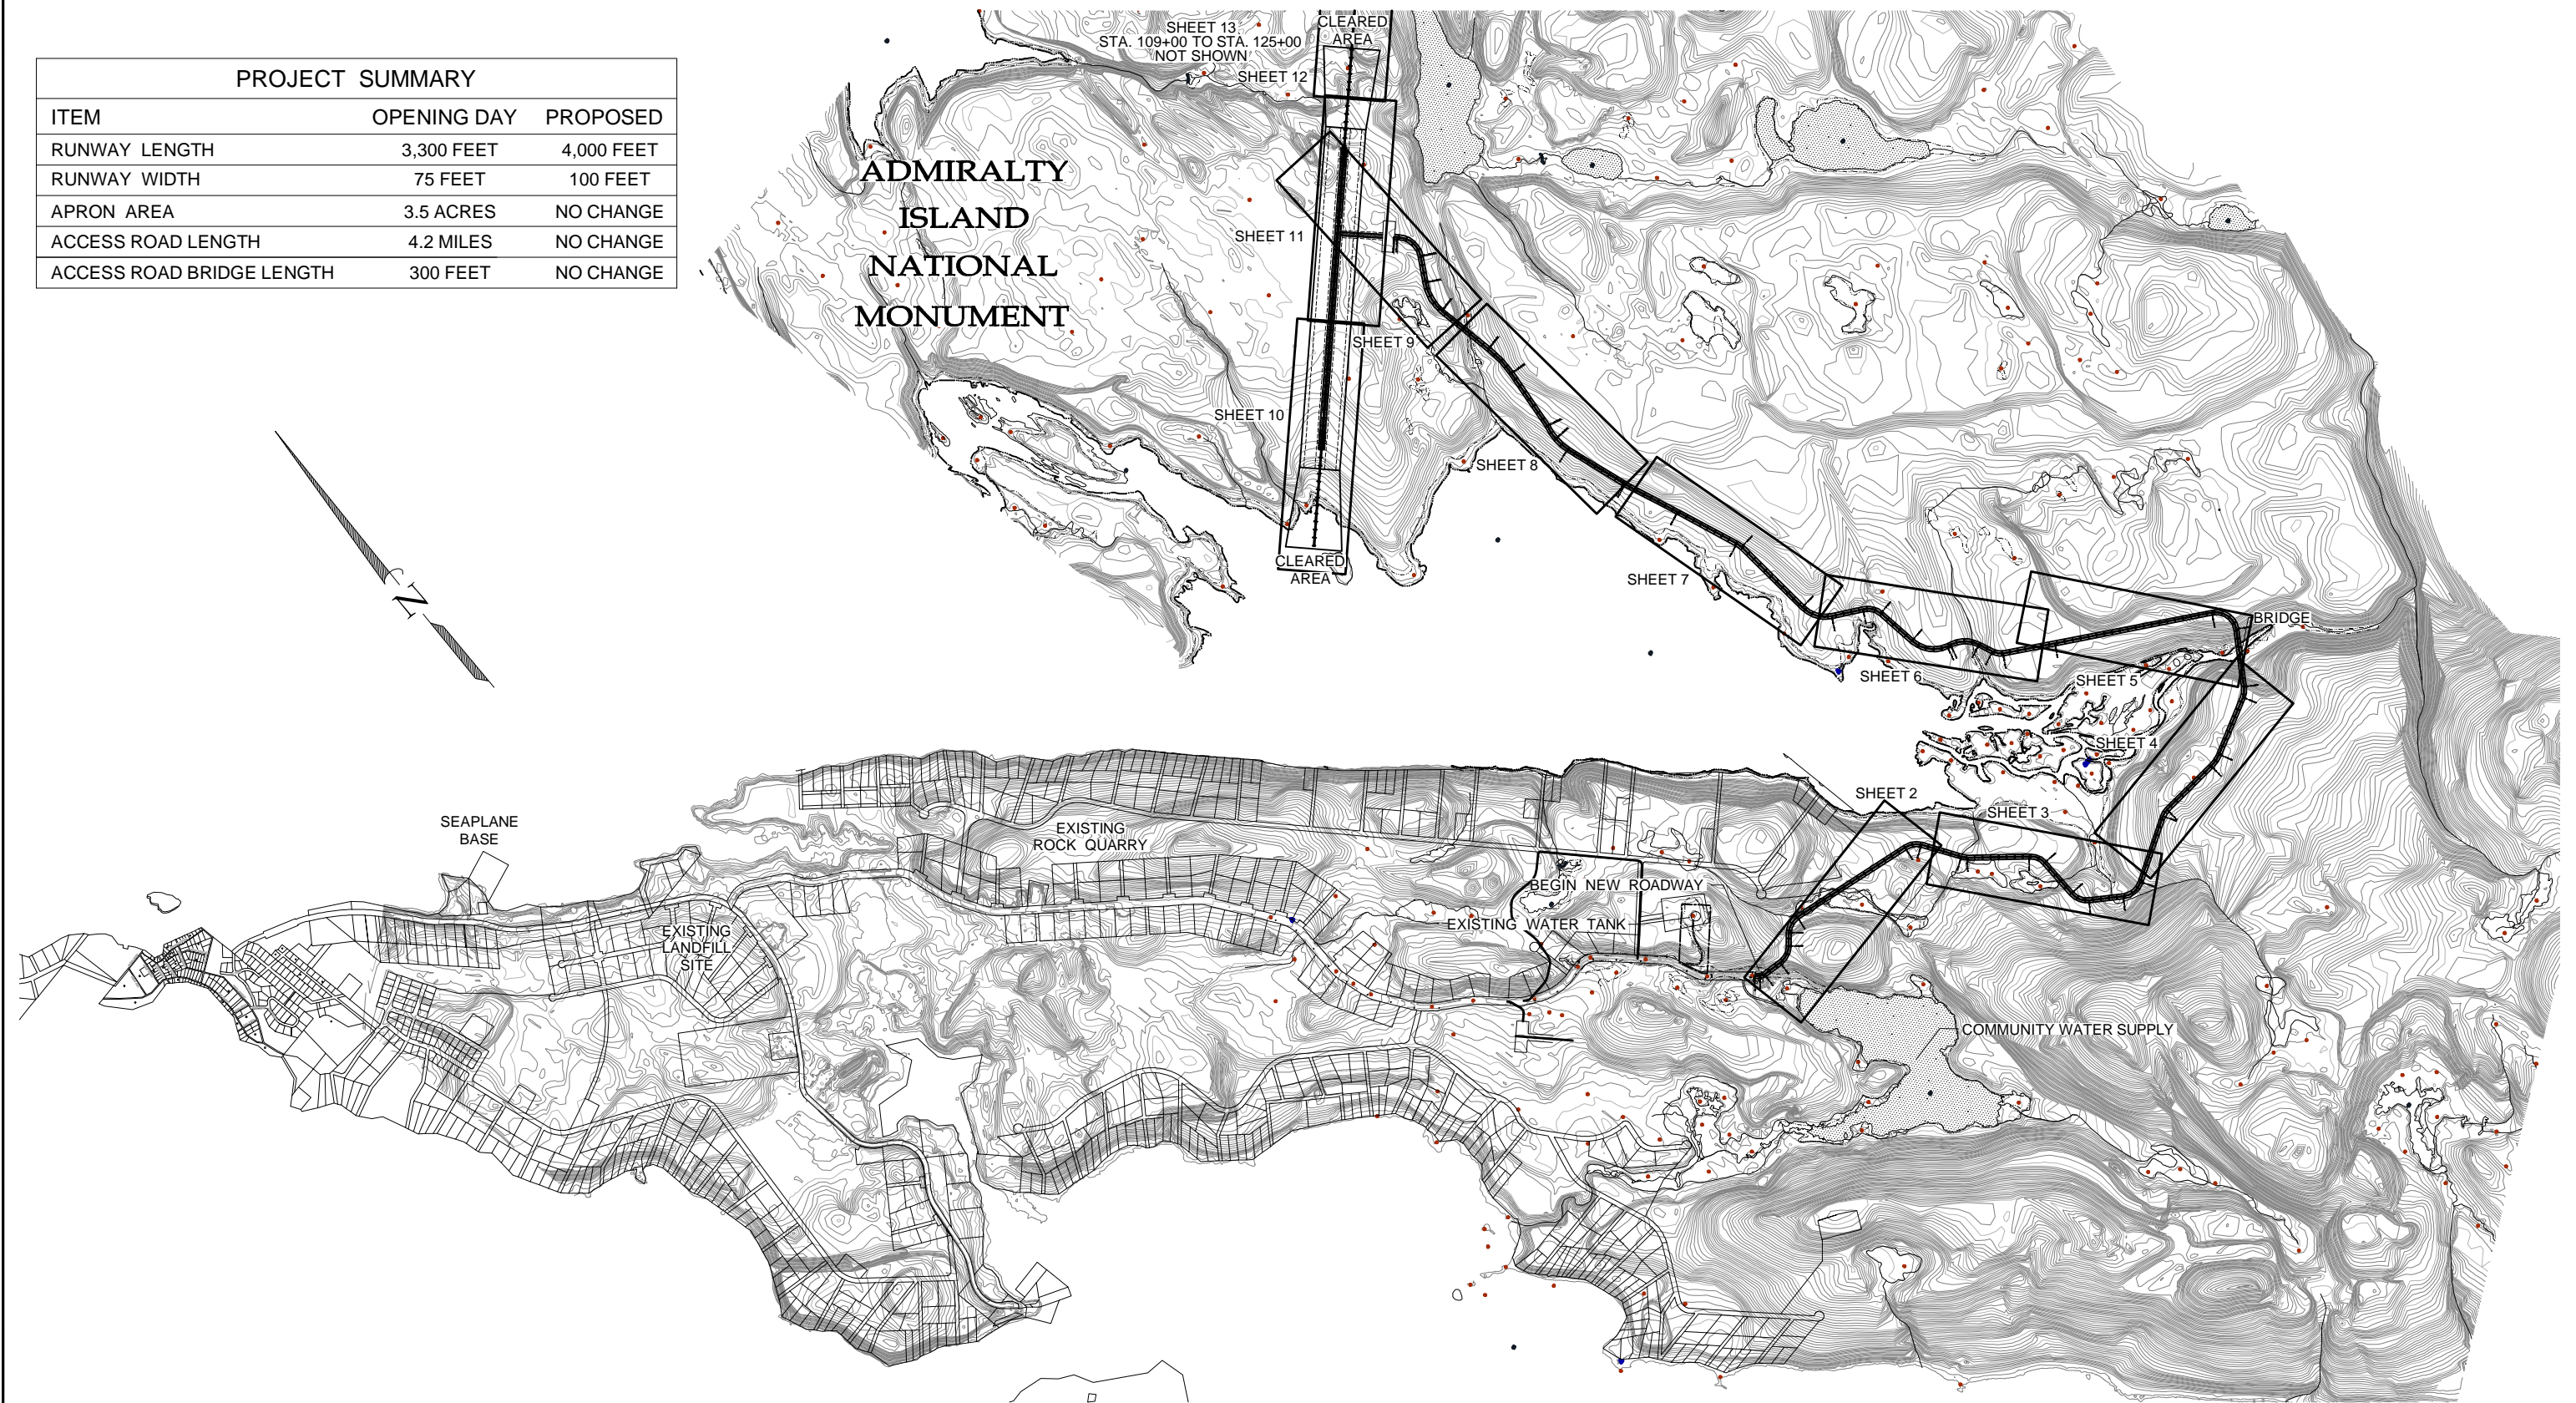 PROJECT SUMMARY
ITEM OPENING DAY PROPOSED
RUNWAY LENGTH 3,300 FEET 4,000 FEET
RUNWAY WIDTH 75 FEET 100 FEET
APRON AREA 3.5 ACRES NO CHANGE
ACCESS ROAD LENGTH 4.2 MILES NO CHANGE
ACCESS ROAD BRIDGE LENGTH 300 FEET NO CHANGE
SHEET 13
STA. 109+00 TO STA. 125+00
NOT SHOWN
CLEARED
AREA
SHEET 12
ADMIRALTY
ISLAND
NATIONAL
MONUMENT
SHEET 11
SHEET 9
SHEET 10
SHEET 8
CLEARED
AREA
SHEET 7
N
BRIDGE
SHEET 6
SHEET 5
SHEET 4
SHEET 2
SHEET 3
SEAPLANE
BASE
EXISTING
ROCK QUARRY
BEGIN NEW ROADWAY
EXISTING WATER TANK
EXISTING
LANDFILL
SITE
COMMUNITY WATER SUPPLY